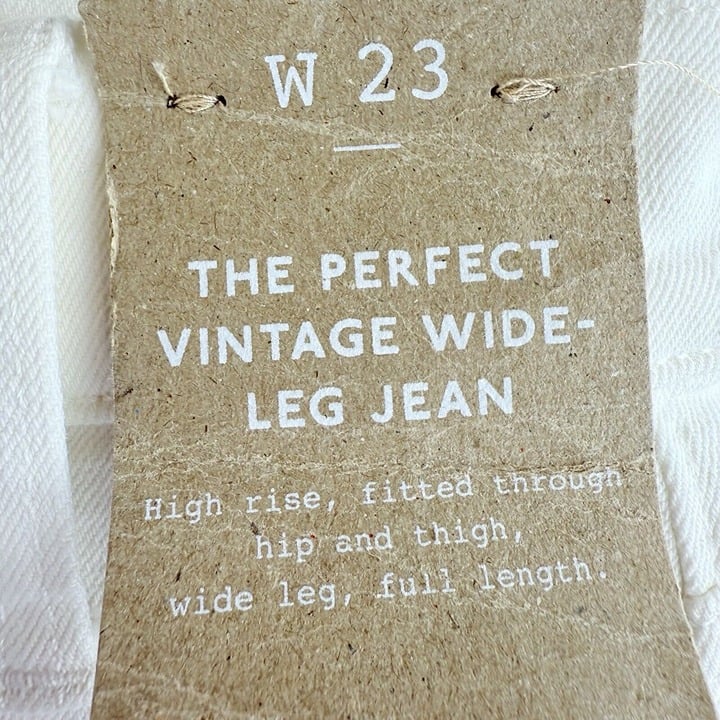 W 23
THE PERFECT
VINTAGE WIDE-
LEG JEAN
High rise, fitted through
hip and thigh,
wide leg, full length.